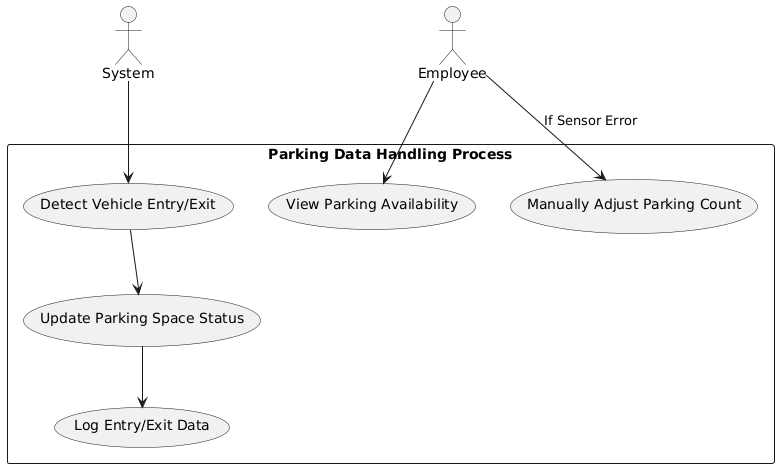 System
Employee
If Sensor Error
Parking Data Handling Process
Detect Vehicle Entry/Exit
View Parking Availability
Manually Adjust Parking Count
Update Parking Space Status
Log Entry/Exit Data